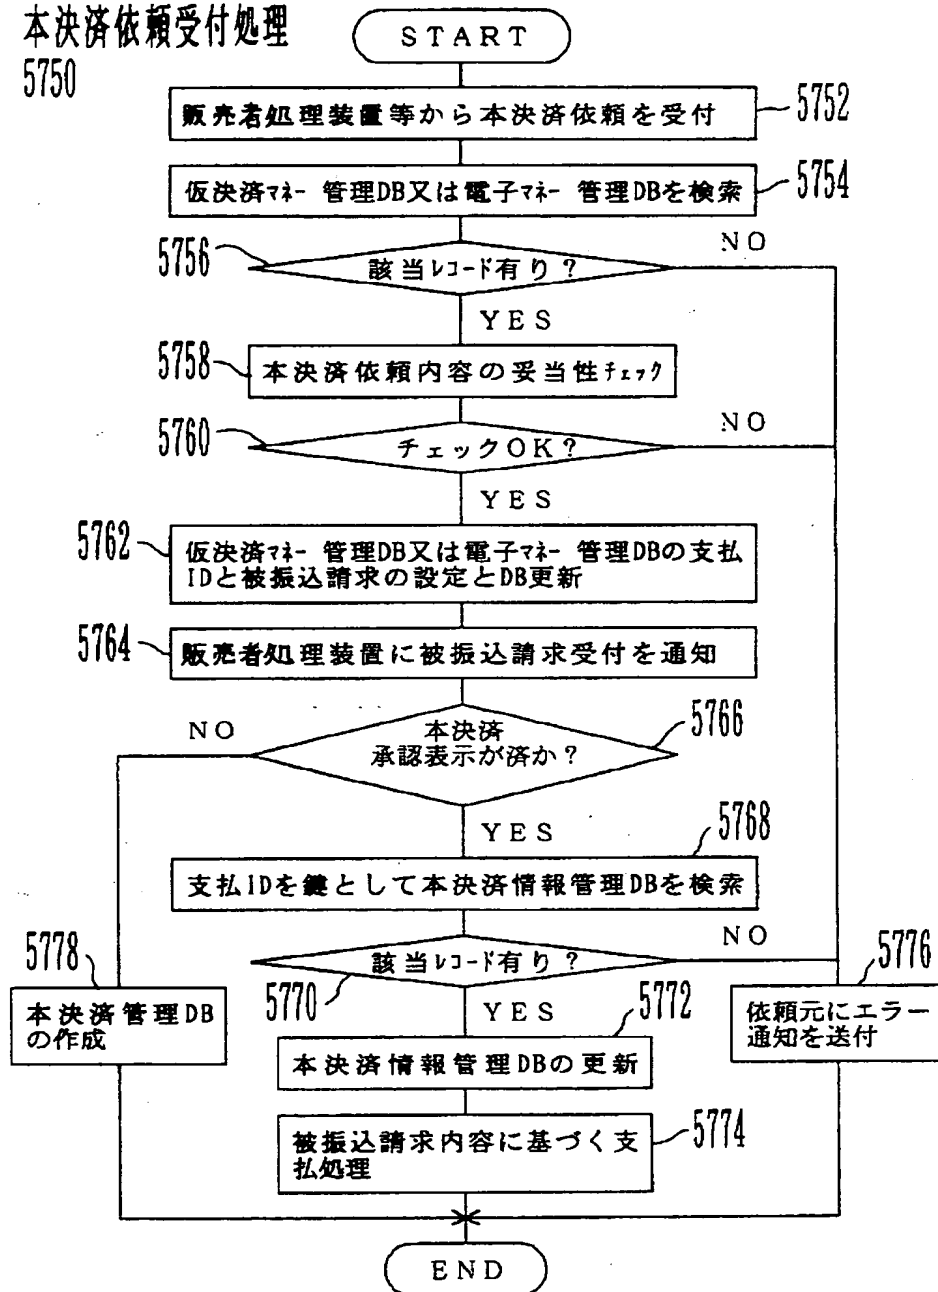 本決済依頼受付処理
5750
START
販売者処理装置等から本決済依頼を受付
5752
仮決済マネー管理DB又は電子マネー管理DBを検索
5754
5756
該当レコード有り?
NO
YES
5758
本決済依頼内容の妥当性チェック
5760
チェックOK?
NO
YES
5762
仮決済マネー管理DB又は電子マネー管理DBの支払
IDと被振込請求の設定とDB更新
5764
販売者処理装置に被振込請求受付を通知
NO
本決済
承認表示が済か?
5766
YES
5768
支払IDを鍵として本決済情報管理DBを検索
5778
該当レコード有り?
NO
5776
5770
YES
5772
本決済管理DB
の作成
依頼元にエラー
通知を送付
本決済情報管理DBの更新
被振込請求内容に基づく支
払処理
5774
END